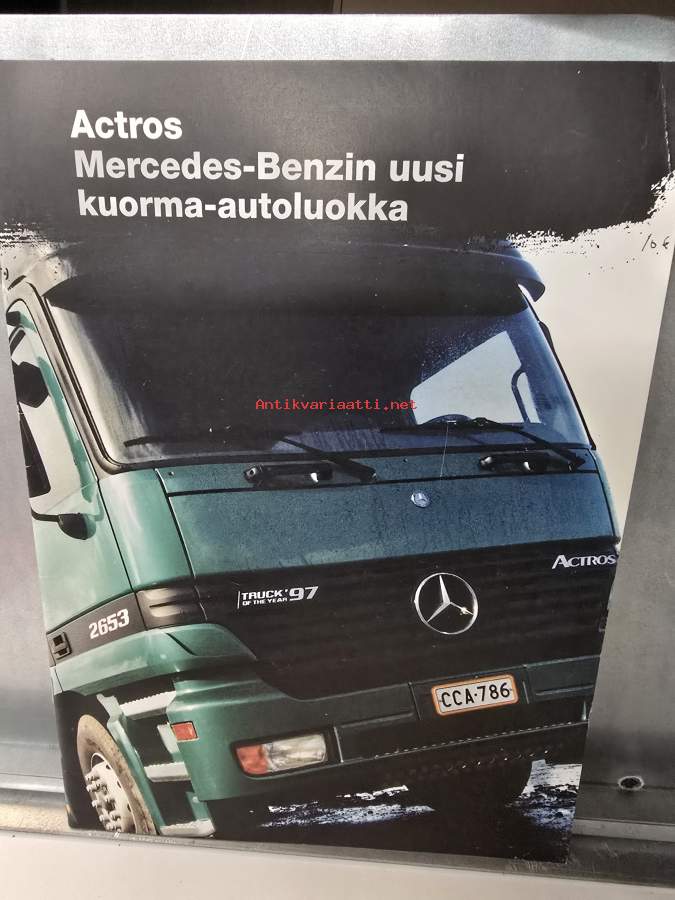 Actros
Mercedes-Benzin uusi
kuorma-autoluokka
10 €
Antikvariaatti.net
ACTROS
TRUCK '97
OF THE YEAR
2653
CCA-786